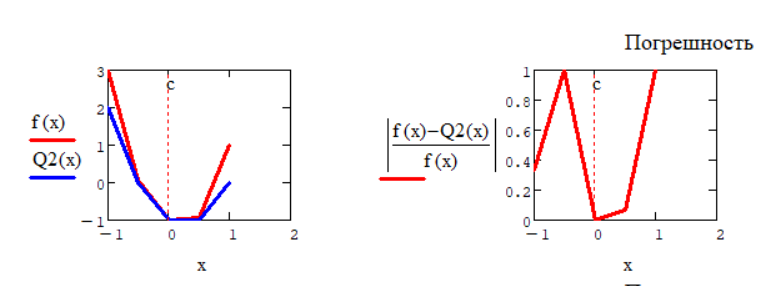 Погрешность
f(x)
Q2(x)
3
2
1
0
−1
c
−1 0 1 2
x
|f(x)−Q2(x)|
f(x)
1
0.8
0.6
0.4
0.2
0
c
−1 0 1 2
x